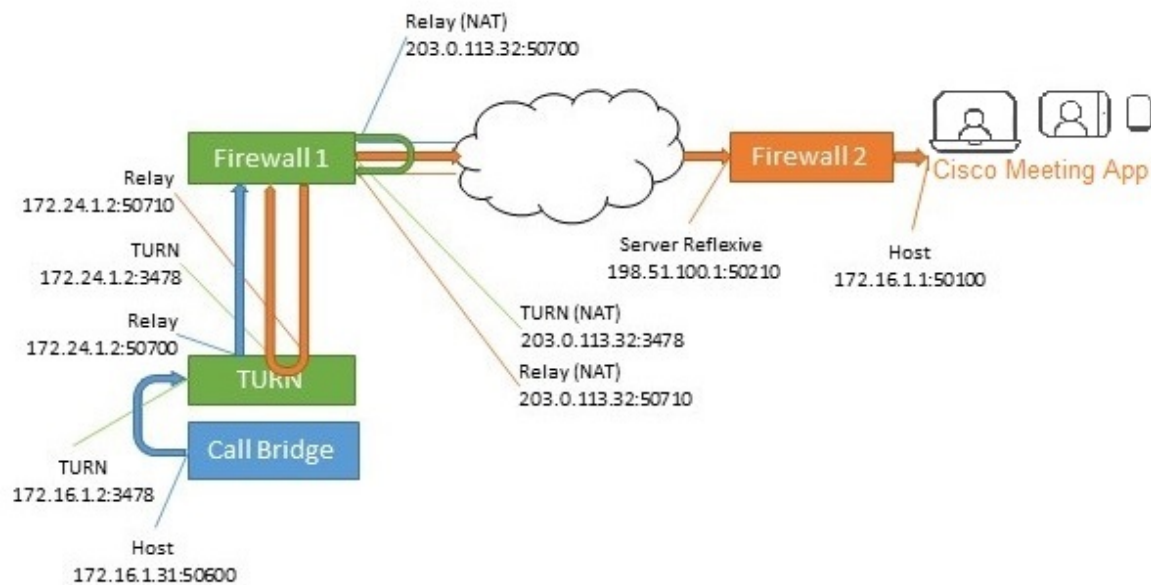 Relay (NAT)
203.0.113.32:50700
Firewall 1
Firewall 2
Cisco Meeting App
Relay
172.24.1.2:50710
TURN
172.24.1.2:3478
Relay
172.24.1.2:50700
Server Reflexive
198.51.100.1:50210
Host
172.16.1.1:50100
TURN (NAT)
203.0.113.32:3478
Relay (NAT)
203.0.113.32:50710
TURN
Call Bridge
TURN
172.16.1.2:3478
Host
172.16.1.31:50600